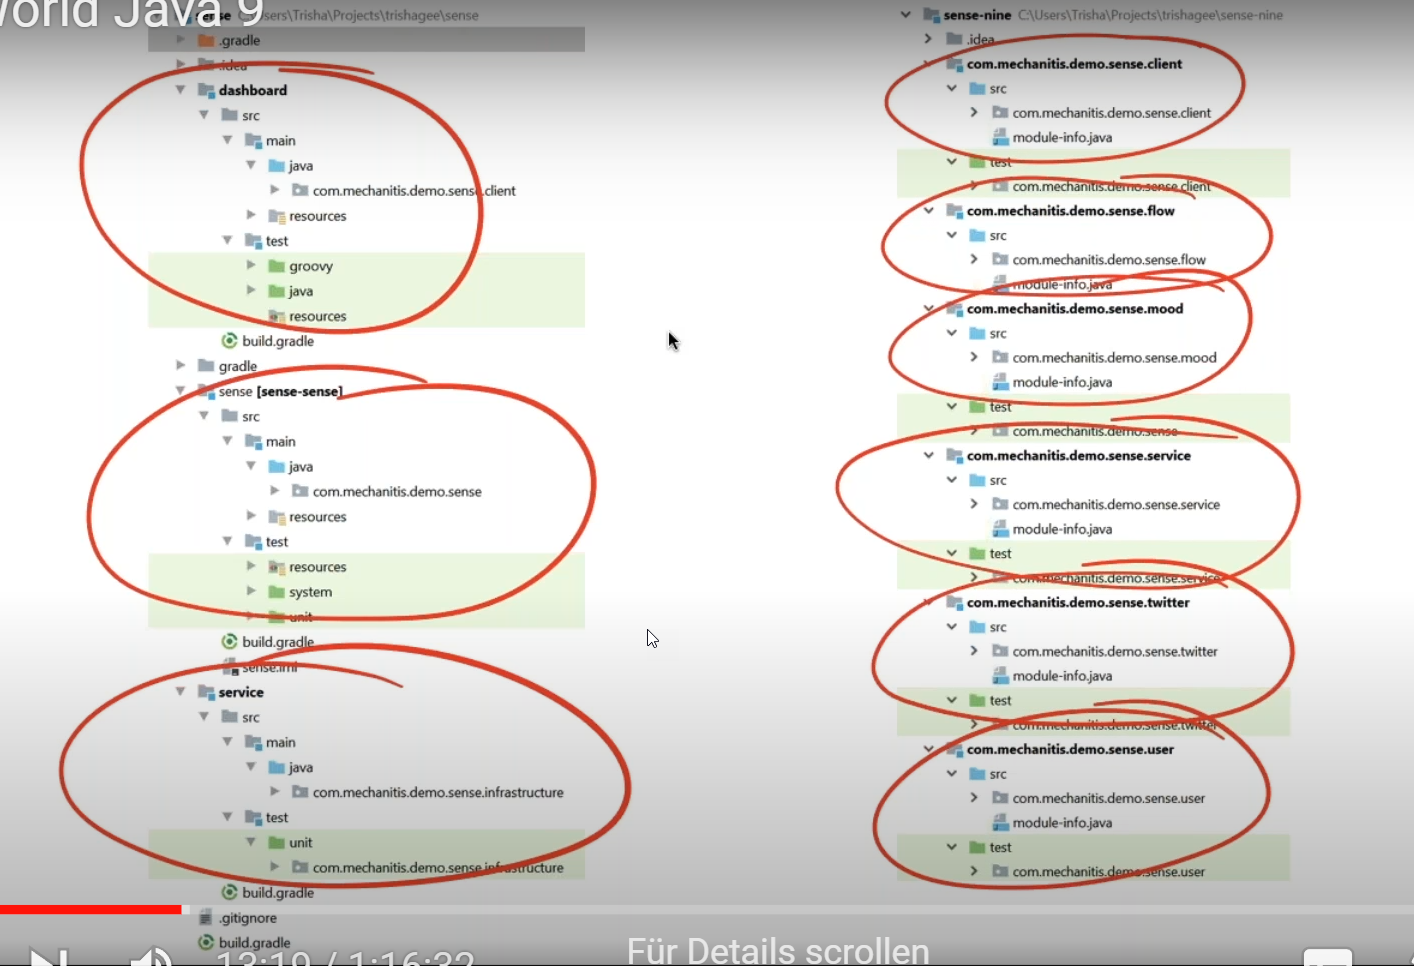 World Java 9
sense C:\Users\Trisha\Projects\trishagee\sense
.gradle
.idea
dashboard
src
main
java
com.mechanitis.demo.sense.client
resources
test
groovy
java
resources
build.gradle
gradle
sense [sense-sense]
src
main
java
com.mechanitis.demo.sense
resources
test
resources
system
unit
build.gradle
sense.iml
service
src
main
java
com.mechanitis.demo.sense.infrastructure
test
unit
com.mechanitis.demo.sense.infrastructure
build.gradle
.gitignore
build.gradle
sense-nine C:\Users\Trisha\Projects\trishagee\sense-nine
.idea
com.mechanitis.demo.sense.client
src
com.mechanitis.demo.sense.client
module-info.java
test
com.mechanitis.demo.sense.client
com.mechanitis.demo.sense.flow
src
com.mechanitis.demo.sense.flow
module-info.java
com.mechanitis.demo.sense.mood
src
com.mechanitis.demo.sense.mood
module-info.java
test
com.mechanitis.demo.sense
com.mechanitis.demo.sense.service
src
com.mechanitis.demo.sense.service
module-info.java
test
com.mechanitis.demo.sense.service
com.mechanitis.demo.sense.twitter
src
com.mechanitis.demo.sense.twitter
module-info.java
test
com.mechanitis.demo.sense.twitter
com.mechanitis.demo.sense.user
src
com.mechanitis.demo.sense.user
module-info.java
test
com.mechanitis.demo.sense.user
13:19 / 1:16:32
Für Details scrollen